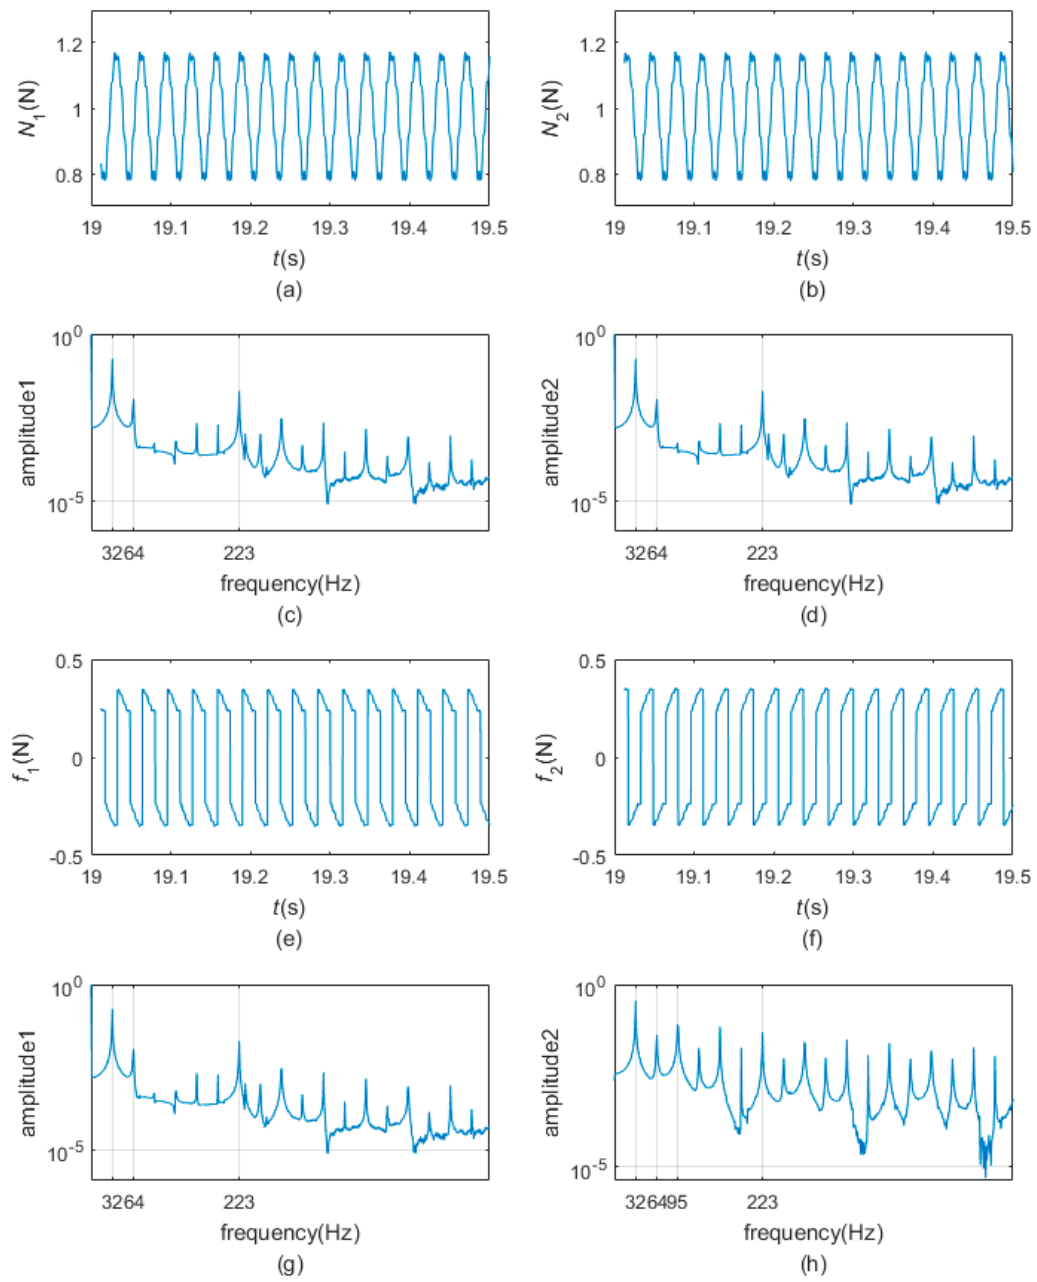 1.2
1
0.8
N1(N)
19 19.1 19.2 19.3 19.4 19.5
t(s)
(a)
1.2
1
0.8
N2(N)
19 19.1 19.2 19.3 19.4 19.5
t(s)
(b)
10^0
10^-5
amplitude1
3264 223
frequency(Hz)
(c)
10^0
10^-5
amplitude2
3264 223
frequency(Hz)
(d)
0.5
0
-0.5
f1(N)
19 19.1 19.2 19.3 19.4 19.5
t(s)
(e)
0.5
0
-0.5
f2(N)
19 19.1 19.2 19.3 19.4 19.5
t(s)
(f)
10^0
10^-5
amplitude1
3264 223
frequency(Hz)
(g)
10^0
10^-5
amplitude2
326495 223
frequency(Hz)
(h)